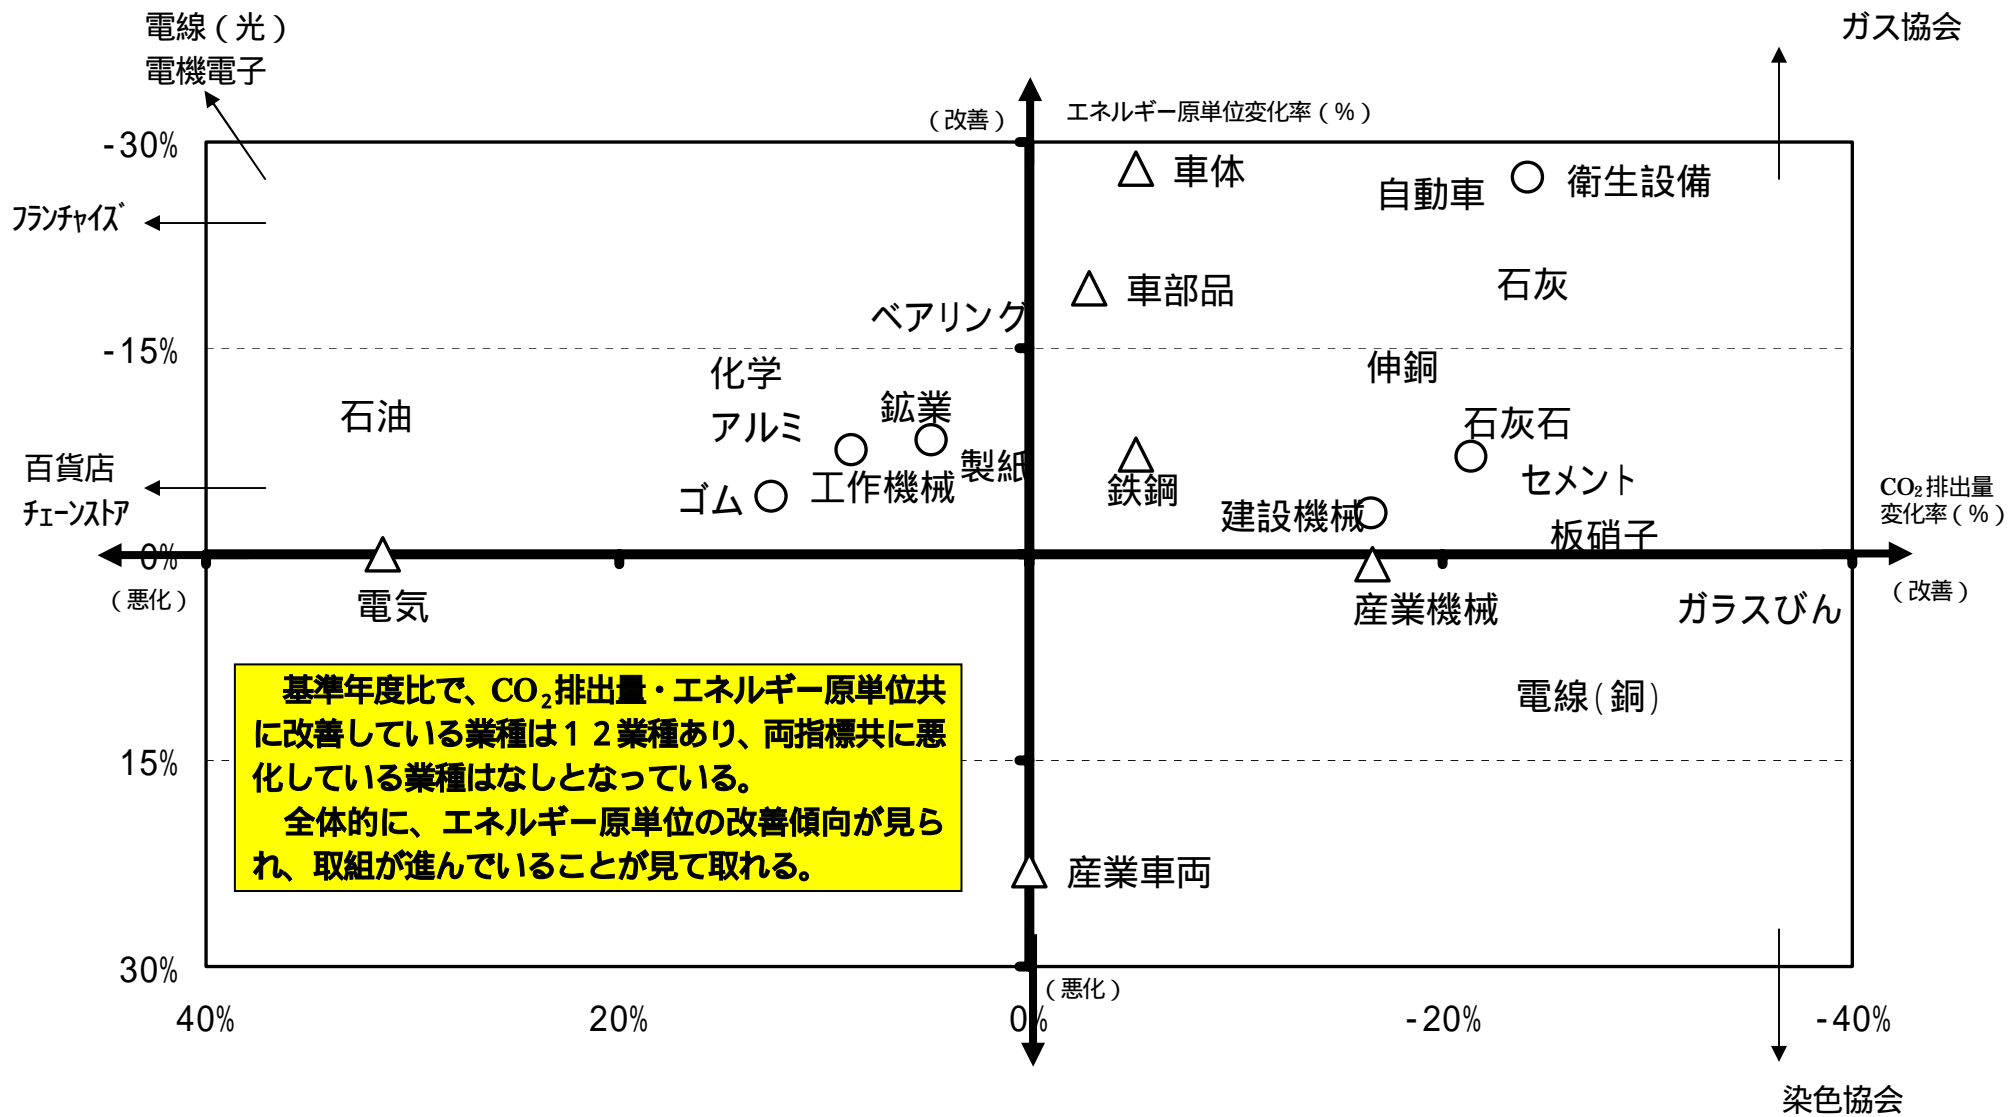 電線（光）
電機電子
ガス協会
（改善）
エネルギー原単位変化率（％）
-30%
車体
自動車
衛生設備
フランチャイズ
車部品
石灰
ベアリング
-15%
化学
伸銅
石油
アルミ
鉱業
石灰石
百貨店
チェーンストア
製紙
ゴム
工作機械
鉄鋼
セメント
CO₂排出量
変化率（％）
建設機械
板硝子
0%
（悪化）
電気
産業機械
ガラスびん
（改善）
基準年度比で、CO₂排出量・エネルギー原単位共
に改善している業種は１２業種あり、両指標共に悪
化している業種はなしとなっている。
全体的に、エネルギー原単位の改善傾向が見ら
れ、取組が進んでいることが見て取れる。
電線(銅)
15%
産業車両
30%
（悪化）
40%
20%
0%
-20%
-40%
染色協会